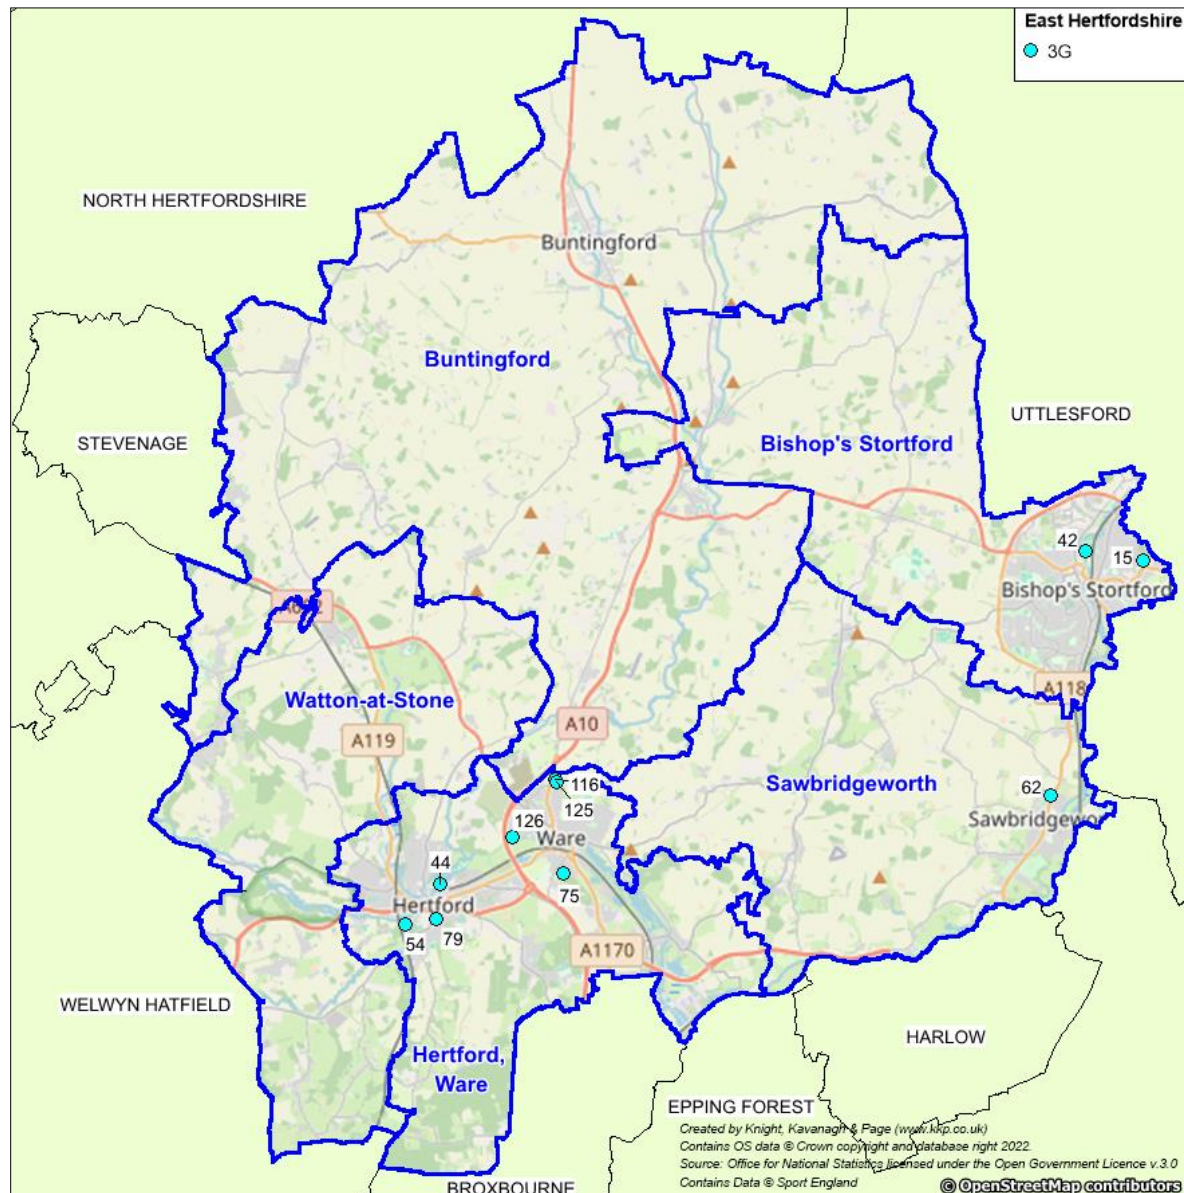 East Hertfordshire
3G
NORTH HERTFORDSHIRE
Buntingford
Buntingford
UTTLESFORD
STEVENAGE
Bishop's Stortford
42
15
Bishop's Stortford
Watton-at-Stone
A118
A10
A119
116
Sawbridgeworth
62
125
126
Ware
Sawbridgewor
44
75
Hertford
54
79
A1170
WELWYN HATFIELD
HARLOW
Hertford,
Ware
EPPING FOREST
Created by Knight, Kavanagh & Page (www.kkp.co.uk)
Contains OS data © Crown copyright and database right 2022.
Source: Office for National Statistics licensed under the Open Government Licence v.3.0
Contains Data © Sport England
BROXBOURNE
© OpenStreetMap contributors